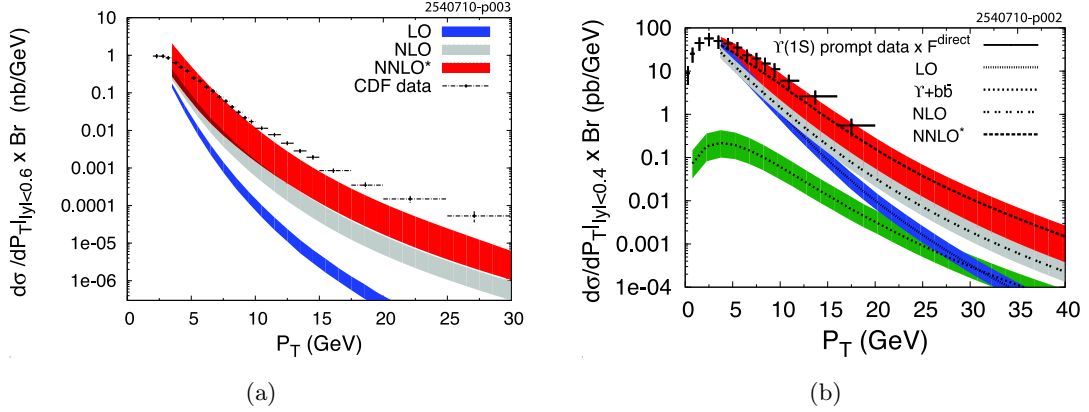 2540710-p003
dσ/dP_T|_|y|<0.6 x Br (nb/GeV)
10
1
0.1
0.01
0.001
0.0001
1e-05
1e-06
LO
NLO
NNLO*
CDF data
0 5 10 15 20 25 30
P_T (GeV)
(a)
2540710-p002
dσ/dP_T|_|y|<0.4 x Br (pb/GeV)
100
10
1
0.1
0.01
0.001
1e-04
ϒ(1S) prompt data x F^direct
LO
ϒ+bb̄
NLO
NNLO*
0 5 10 15 20 25 30 35 40
P_T (GeV)
(b)